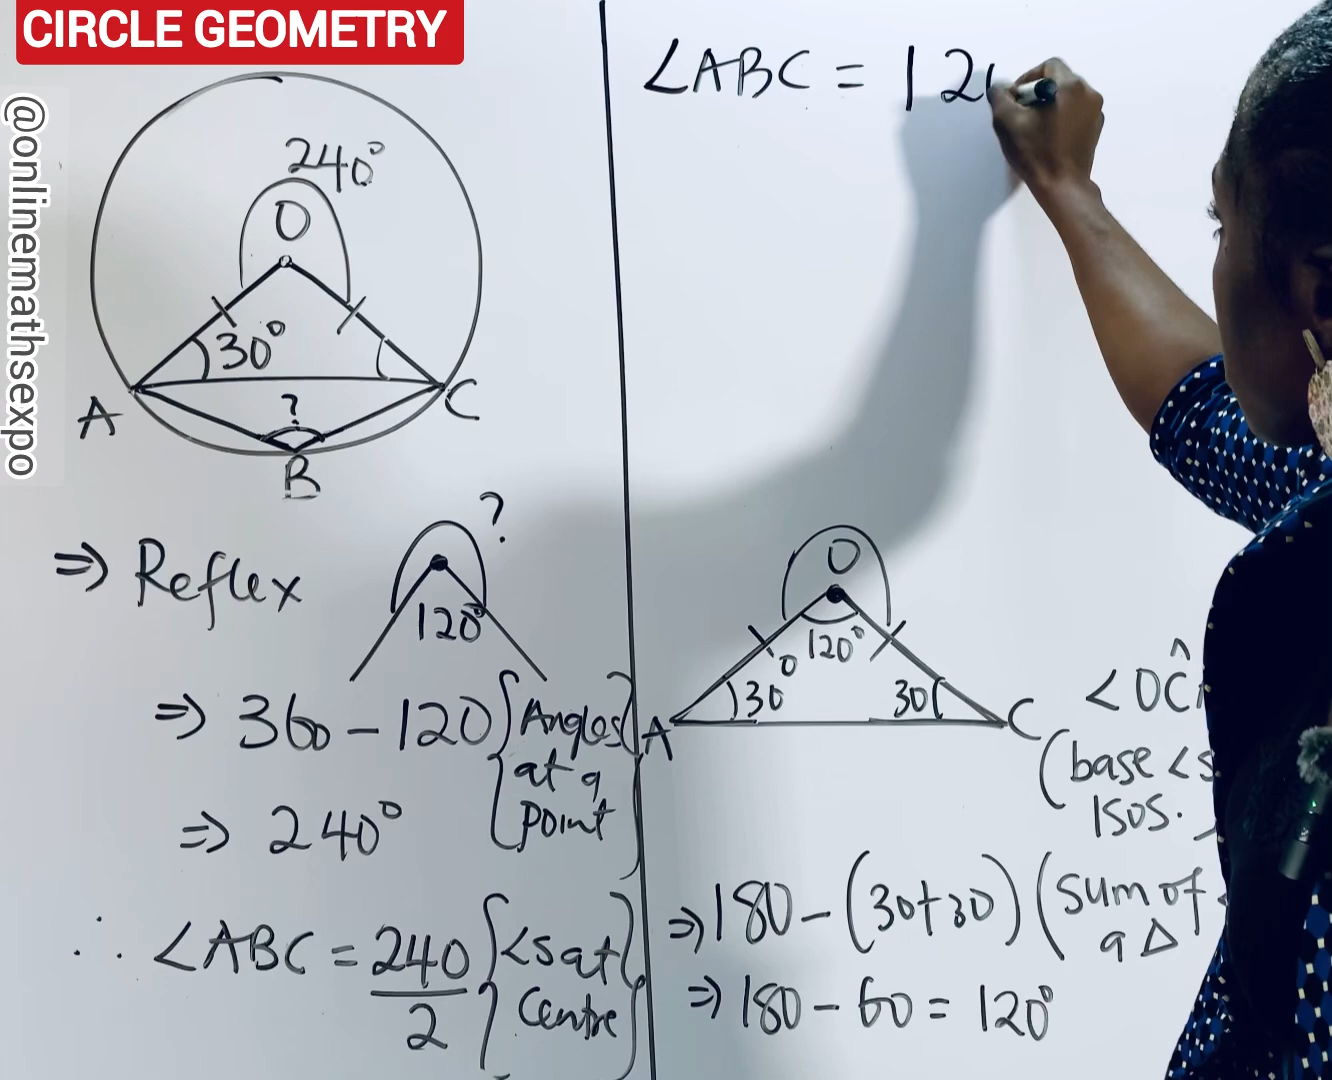 CIRCLE GEOMETRY
@onlinemathsexpo
240°
O
30°
A
?
C
B
⇒ Reflex
?
120°
⇒ 360 - 120 {Angles at a point}
⇒ 240°
∴ ∠ABC = 240/2 {<s at centre}
∠ABC = 12
O
120°
30°
30
A
C
<OĈ
(base <s
isos.)
⇒ 180 - (30+30) (sum of
a Δ
⇒ 180 - 60 = 120°